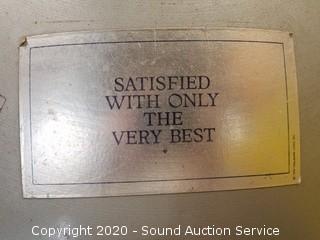 SATISFIED
WITH ONLY
THE
VERY BEST
Copyright 2020 - Sound Auction Service